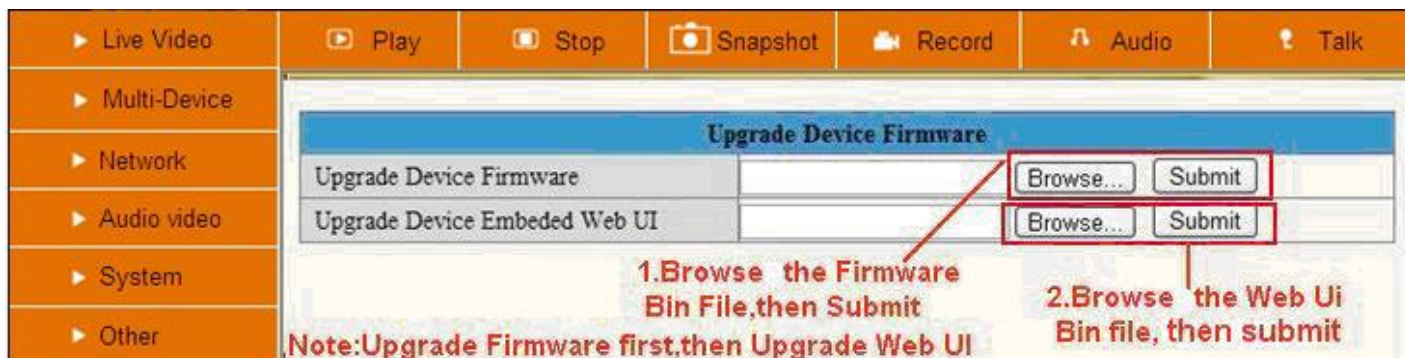 Live Video
Play
Stop
Snapshot
Record
Audio
Talk
Multi-Device
Network
Audio video
System
Other
Upgrade Device Firmware
Upgrade Device Firmware
Browse...
Submit
Upgrade Device Embeded Web UI
Browse...
Submit
1.Browse the Firmware
Bin File,then Submit
2.Browse the Web Ui
Bin file, then submit
Note:Upgrade Firmware first,then Upgrade Web UI